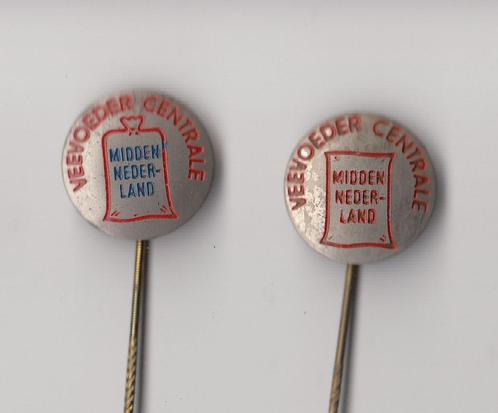 VEEVOEDER CENTRALE
MIDDEN
NEDER-
LAND
VEEVOEDER CENTRALE
MIDDEN
NEDER-
LAND